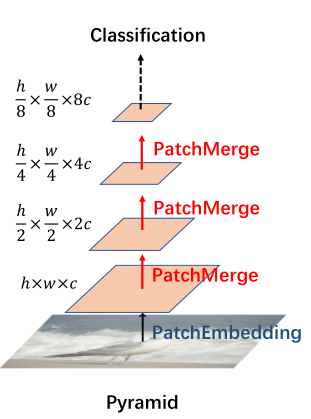 Classification
h/8×w/8×8c
PatchMerge
h/4×w/4×4c
PatchMerge
h/2×w/2×2c
PatchMerge
h×w×c
PatchEmbedding
Pyramid